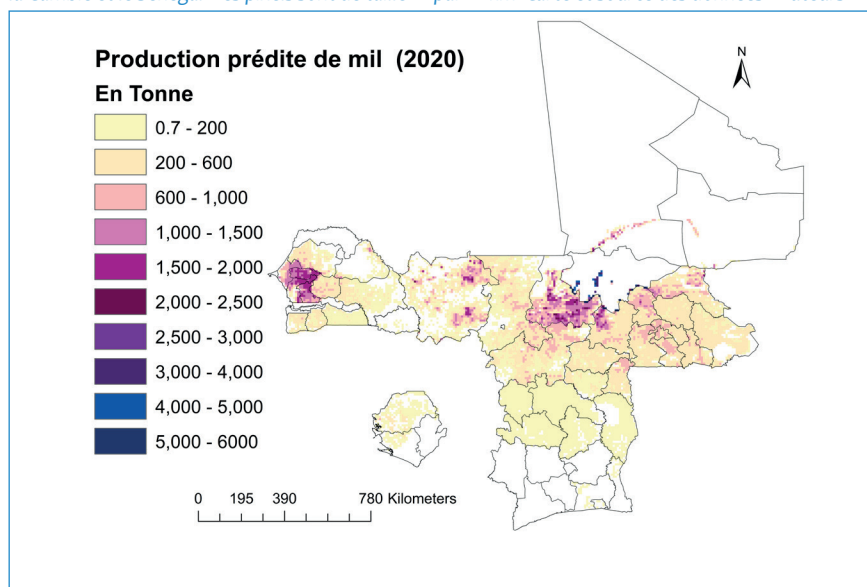 Production prédite de mil (2020)
En Tonne
0.7 - 200
200 - 600
600 - 1,000
1,000 - 1,500
1,500 - 2,000
2,000 - 2,500
2,500 - 3,000
3,000 - 4,000
4,000 - 5,000
5,000 - 6000
N
0 195 390 780 Kilometers